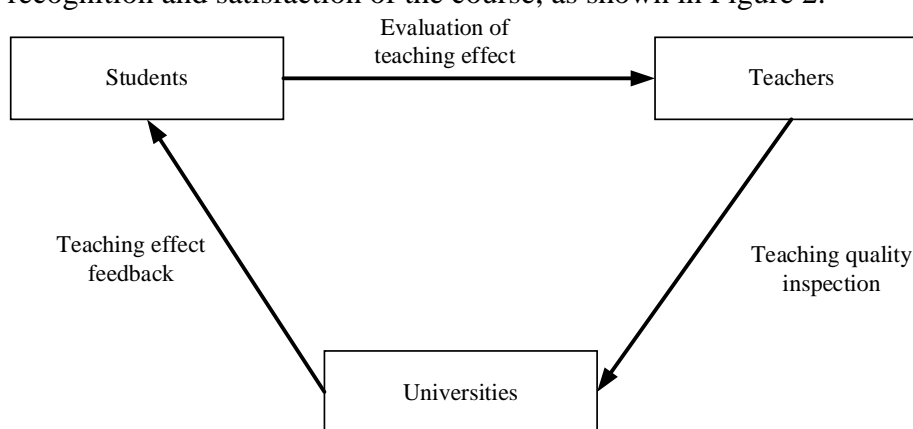 recognition and satisfaction of the course, as shown in Figure 2.
Evaluation of
teaching effect
Students
Teachers
Teaching effect
feedback
Teaching quality
inspection
Universities